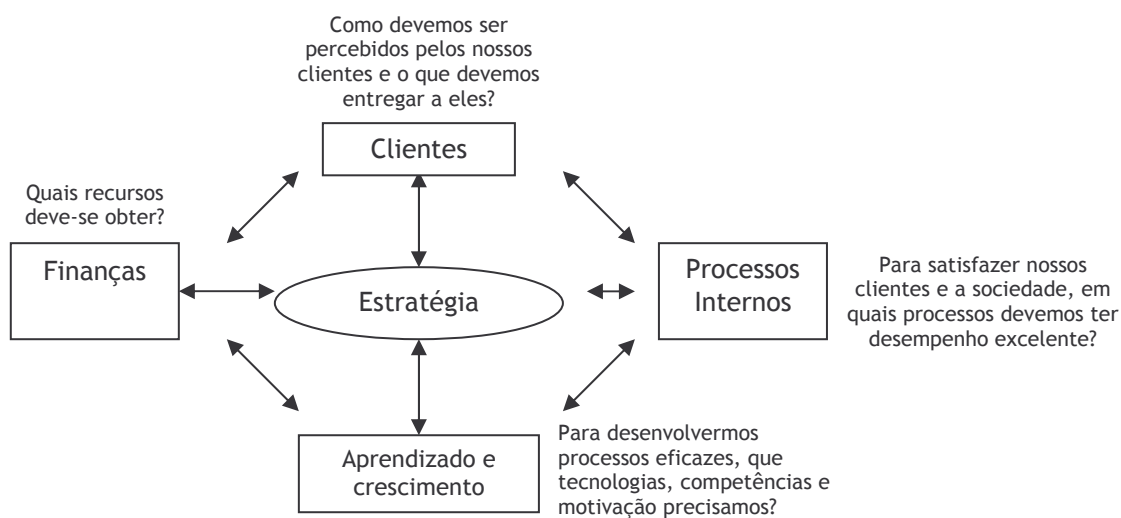 Como devemos ser
percebidos pelos nossos
clientes e o que devemos
entregar a eles?
Clientes
Quais recursos
deve-se obter?
Finanças
Estratégia
Processos
Internos
Para satisfazer nossos
clientes e a sociedade, em
quais processos devemos ter
desempenho excelente?
Aprendizado e
crescimento
Para desenvolvermos
processos eficazes, que
tecnologias, competências e
motivação precisamos?